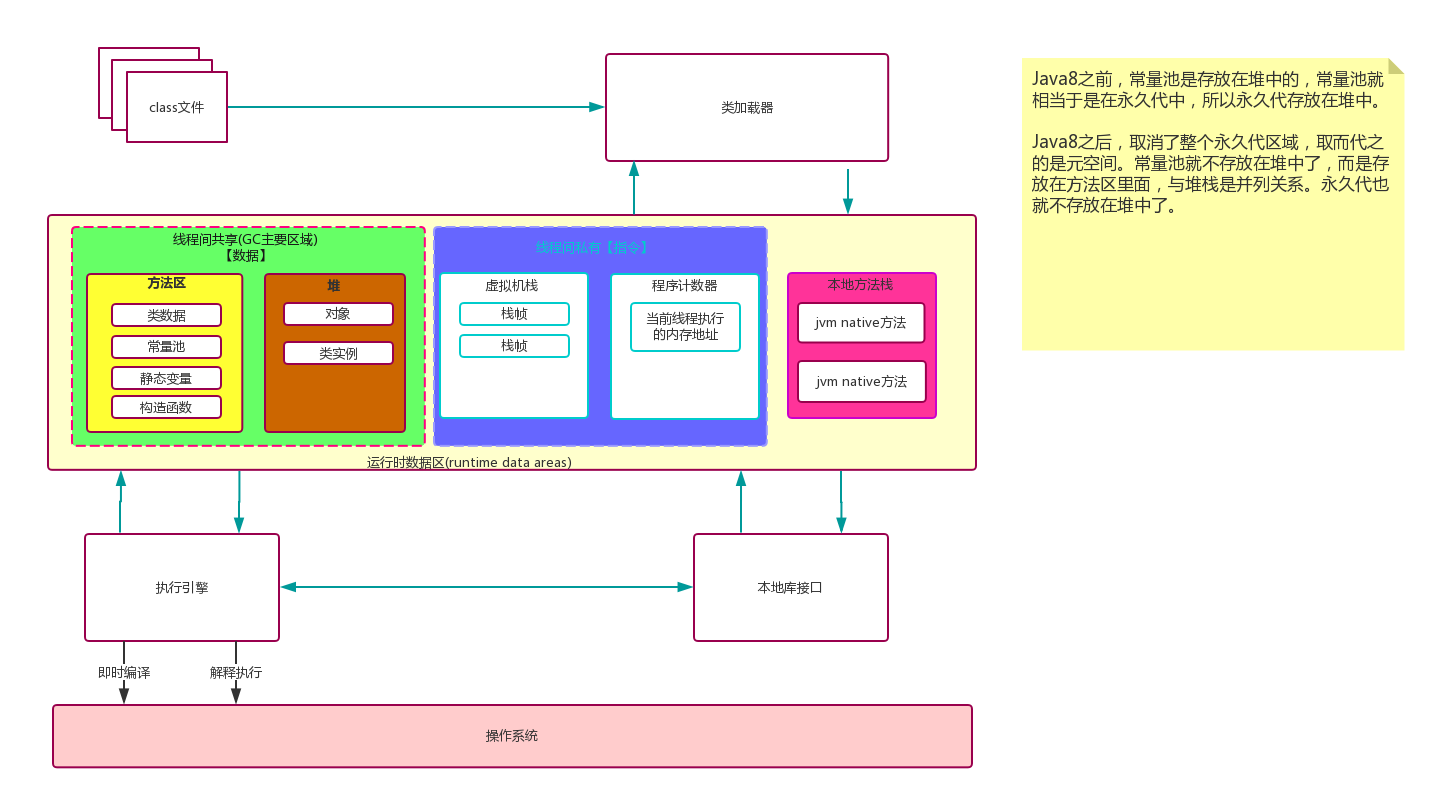 class文件
类加载器
Java8之前，常量池是存放在堆中的，常量池就
相当于是在永久代中，所以永久代存放在堆中。
Java8之后，取消了整个永久代区域，取而代之
的是元空间。常量池就不存放在堆中了，而是存
放在方法区里面，与堆栈是并列关系。永久代也
就不存放在堆中了。
线程间共享(GC主要区域)
【数据】
方法区
类数据
常量池
静态变量
构造函数
堆
对象
类实例
线程间私有【指令】
虚拟机栈
栈帧
栈帧
程序计数器
当前线程执行
的内存地址
本地方法栈
jvm native方法
jvm native方法
运行时数据区(runtime data areas)
执行引擎
本地库接口
即时编译
解释执行
操作系统